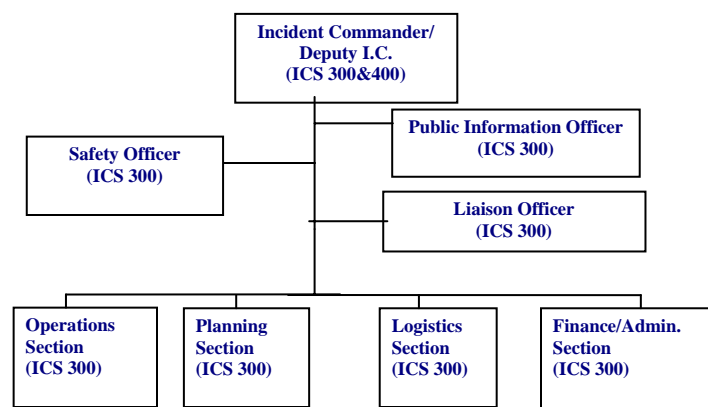 Incident Commander/
Deputy I.C.
(ICS 300&400)
Public Information Officer
(ICS 300)
Safety Officer
(ICS 300)
Liaison Officer
(ICS 300)
Operations
Section
(ICS 300)
Planning
Section
(ICS 300)
Logistics
Section
(ICS 300)
Finance/Admin.
Section
(ICS 300)